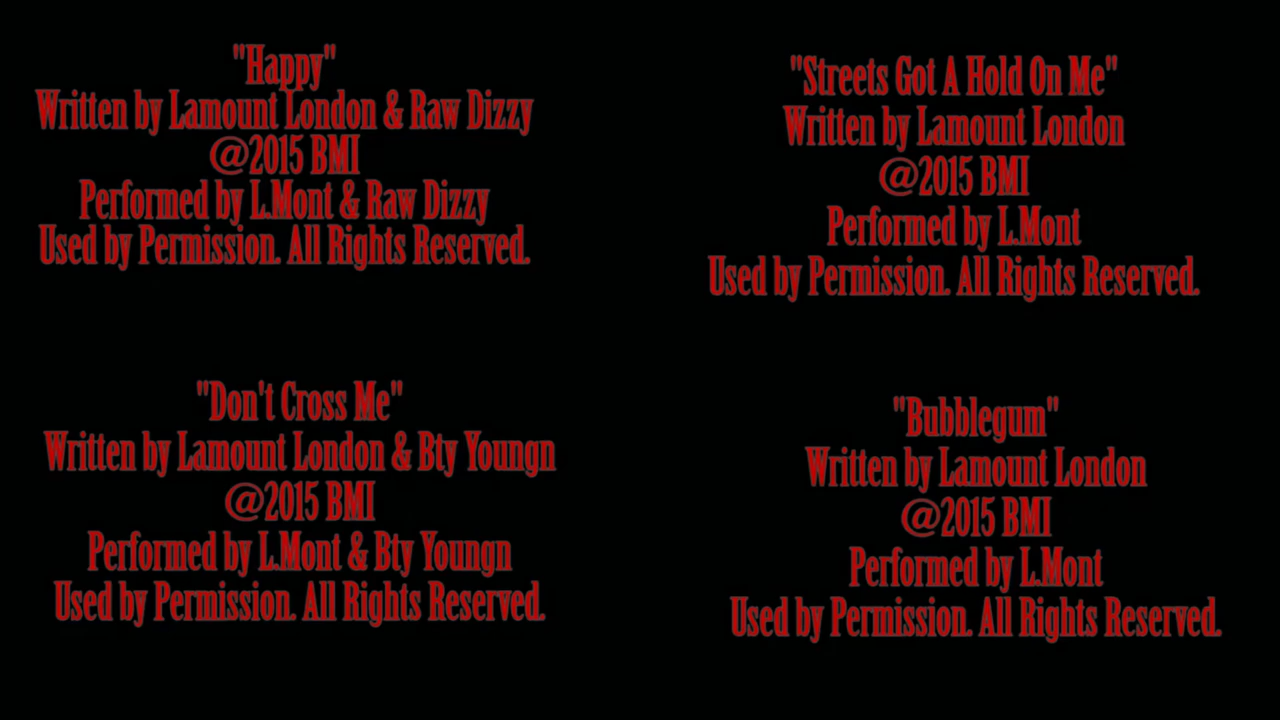 "Happy"
Written by Lamount London & Raw Dizzy
@2015 BMI
Performed by L.Mont & Raw Dizzy
Used by Permission. All Rights Reserved.
"Streets Got A Hold On Me"
Written by Lamount London
@2015 BMI
Performed by L.Mont
Used by Permission. All Rights Reserved.
"Don't Cross Me"
Written by Lamount London & Bty Youngn
@2015 BMI
Performed by L.Mont & Bty Youngn
Used by Permission. All Rights Reserved.
"Bubblegum"
Written by Lamount London
@2015 BMI
Performed by L.Mont
Used by Permission. All Rights Reserved.